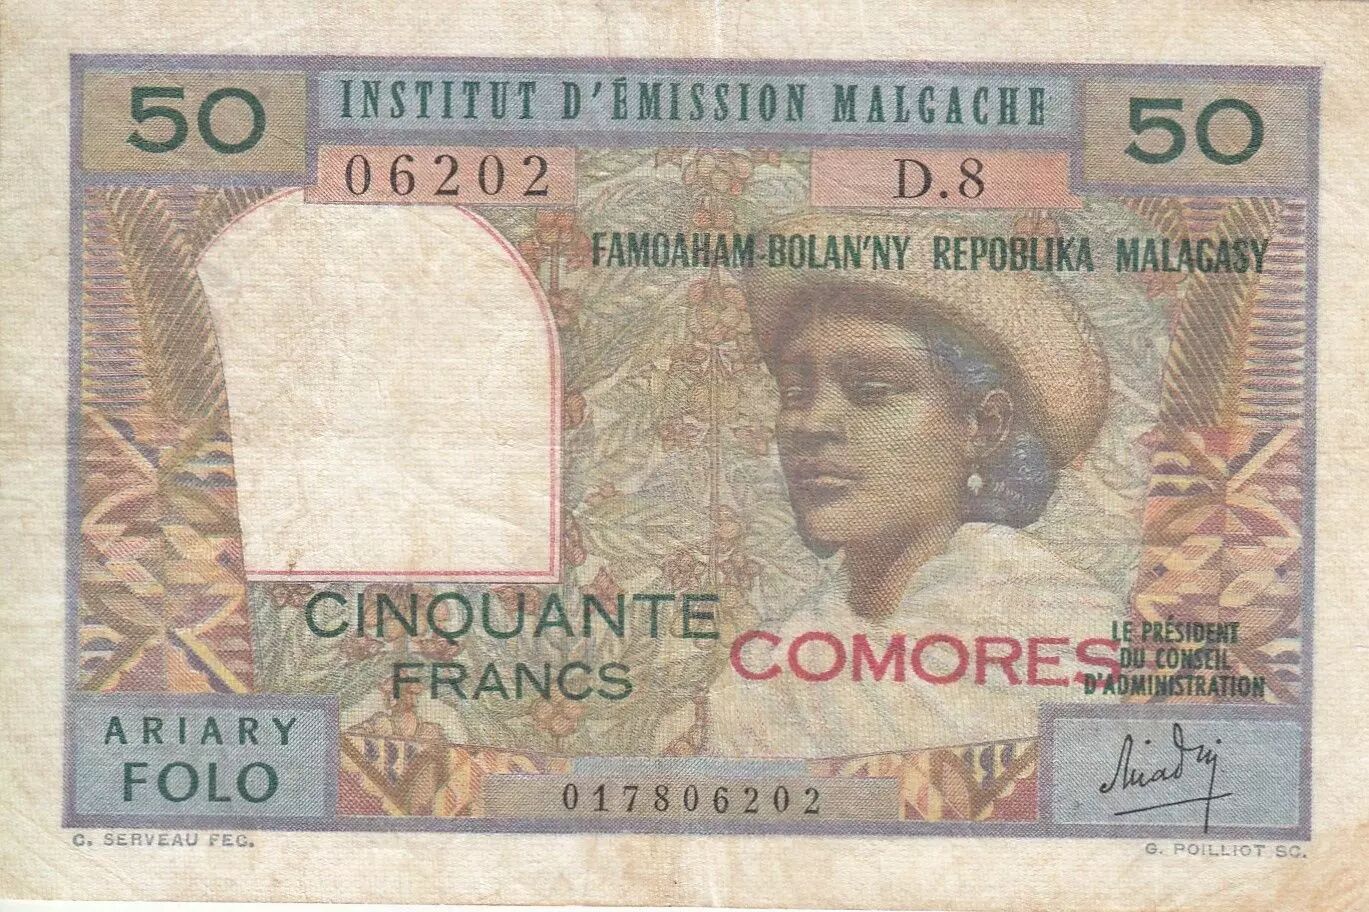 50
INSTITUT D'ÉMISSION MALGACHE
50
06202
D.8
FAMOAHAM-BOLAN'NY REPOBLIKA MALAGASY
CINQUANTE
FRANCS
COMORES
LE PRÉSIDENT
DU CONSEIL
D'ADMINISTRATION
ARIARY
FOLO
017806202
C. SERVEAU FEC.
G. POILLIOT SC.